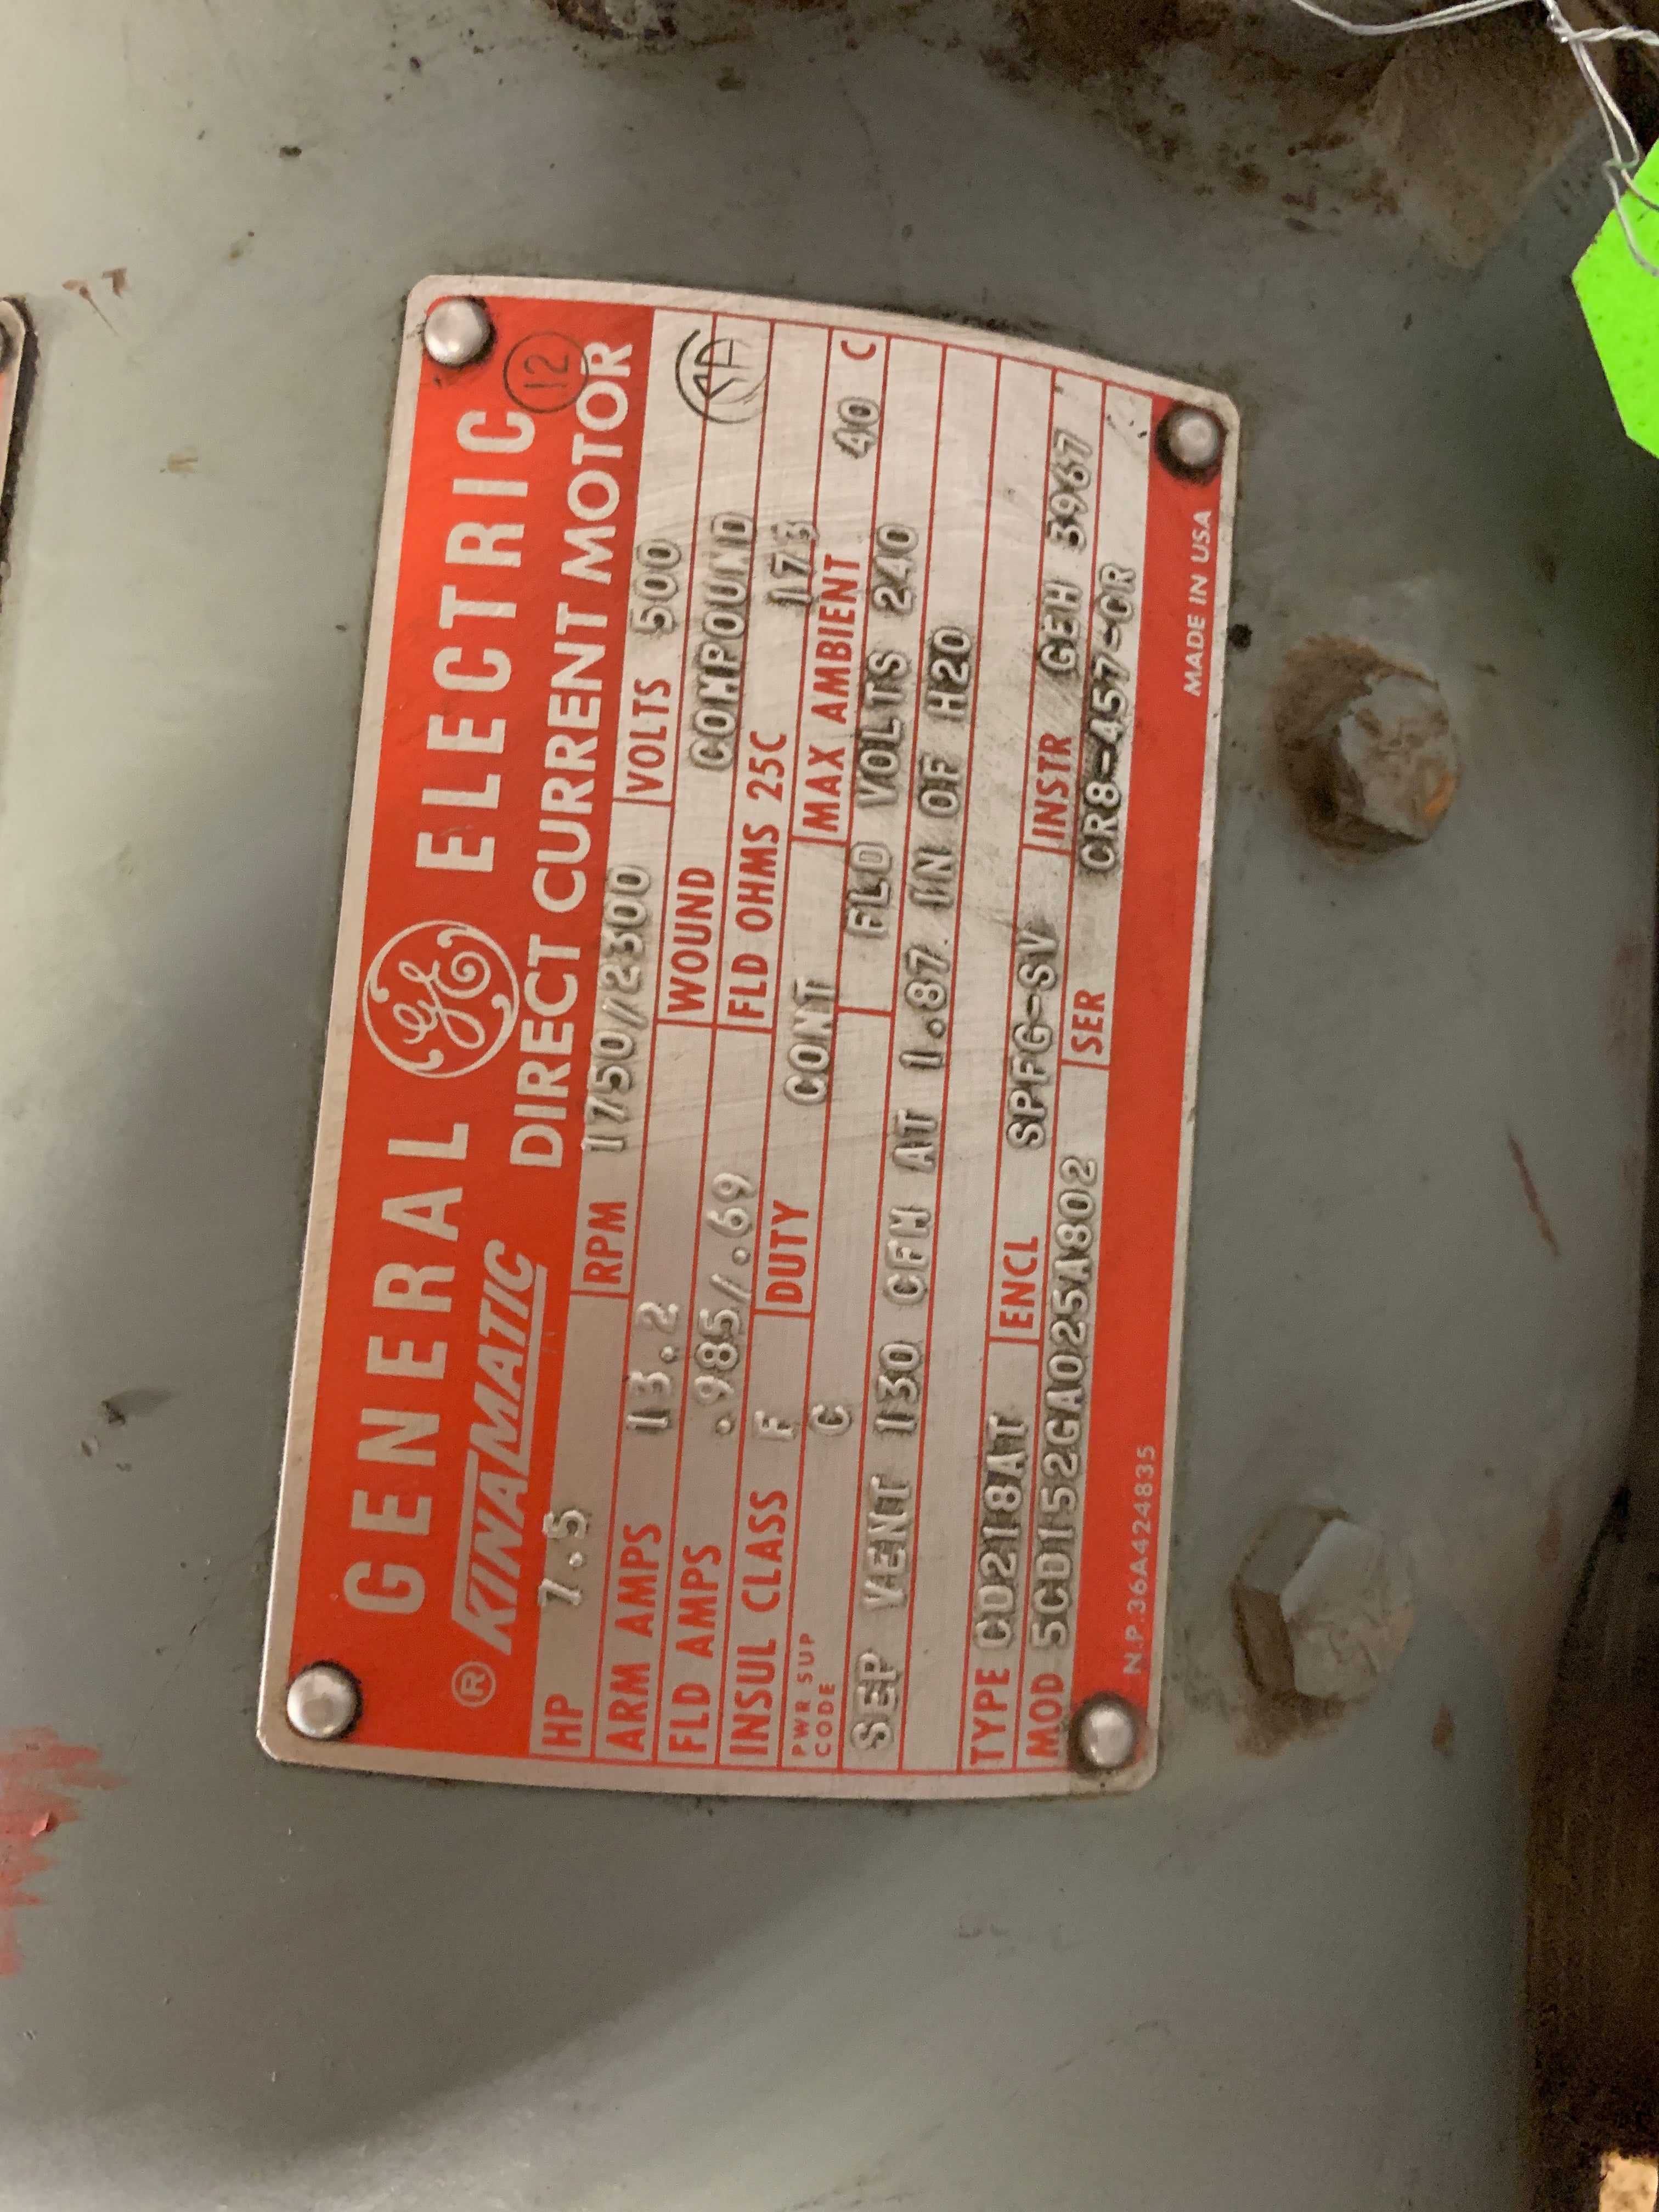 GENERAL GE ELECTRIC
® KINAMATIC DIRECT CURRENT MOTOR 12
HP 7.5 RPM 1750//2300 VOLTS 500
ARM AMPS 13.2 WOUND COMPOUND
FLD AMPS .985//.69 FLD OHMS 25C 173
INSUL CLASS F DUTY CONT MAX AMBIENT 40 C
PWR SUP CODE C FLD VOLTS 240
SEP VENT 130 CFM AT 1.87 IN OF H2O
TYPE CD218AT ENCL SPFG-SV INSTR GEH 3967
MOD 5CD152GA025A802 SER CR8-457-CR
N.P.36A424835 MADE IN USA